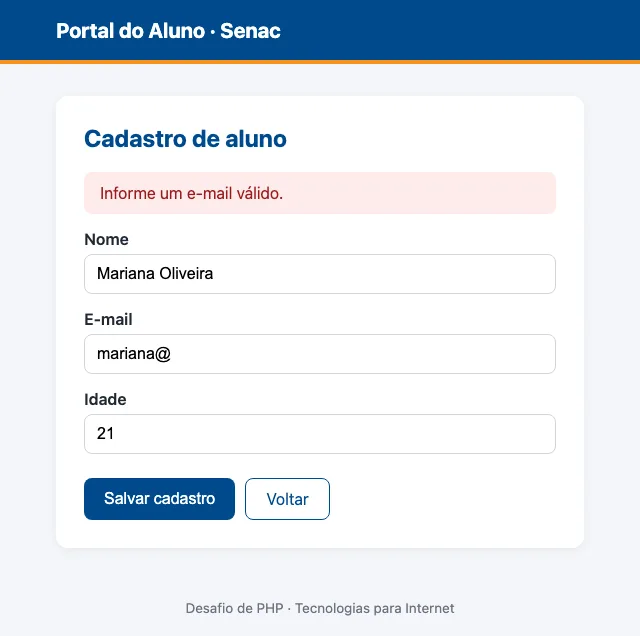 Portal do Aluno · Senac
Cadastro de aluno
Informe um e-mail válido.
Nome
Mariana Oliveira
E-mail
mariana@
Idade
21
Salvar cadastro Voltar
Desafio de PHP · Tecnologias para Internet